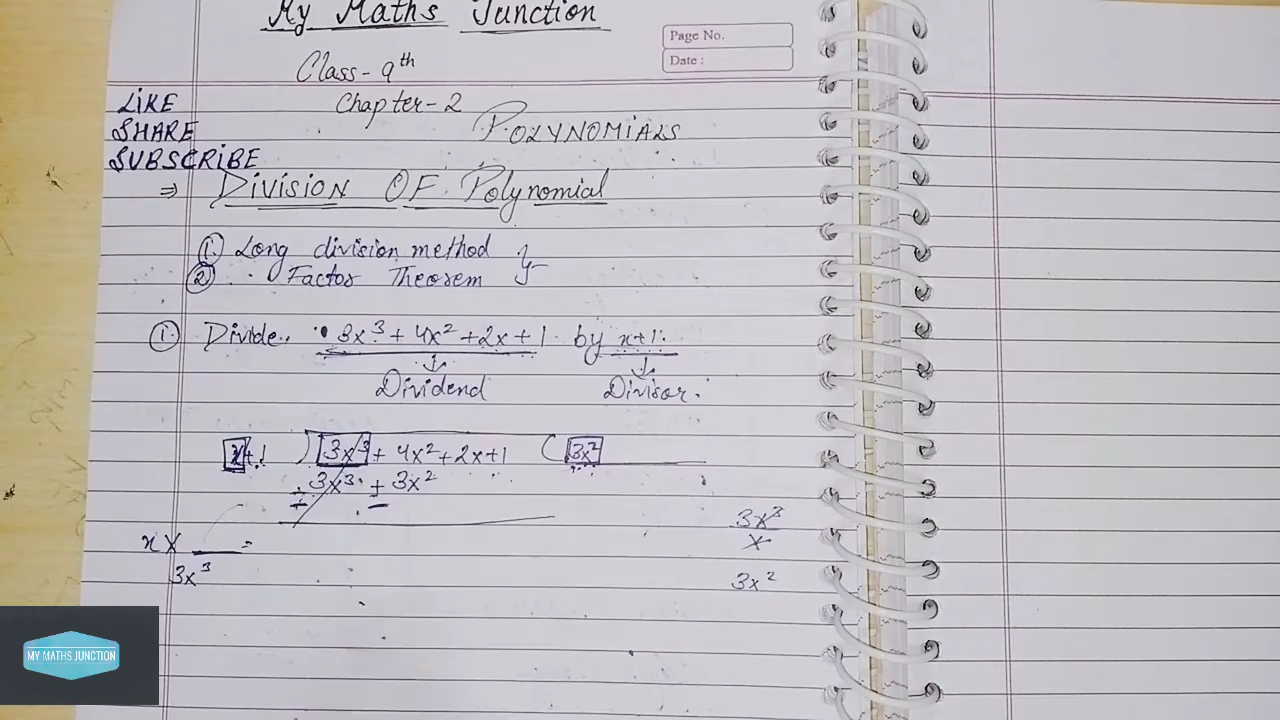 My Maths Junction
Page No.
Date :
Class - 9th
Chapter - 2
LIKE
SHARE
SUBSCRIBE
POLYNOMIALS
⇒ DIVISION OF Polynomial
① Long division method }
② Factor Theorem
① Divide 3x³ + 4x² + 2x + 1 by x+1.
Dividend Divisor.
x+1 ) 3x³ + 4x² + 2x + 1 ( 3x²
3x³ + 3x²
3x³
x
x × __ =
3x³
3x²
MY MATHS JUNCTION